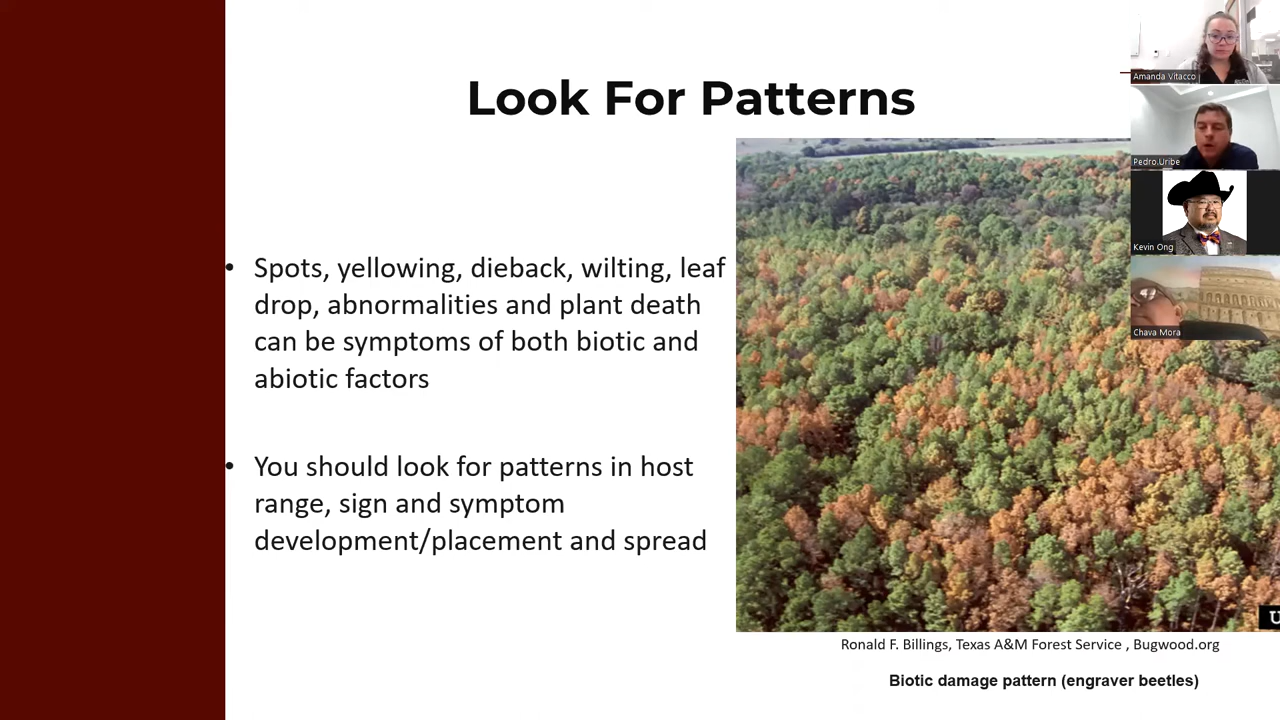 Look For Patterns
• Spots, yellowing, dieback, wilting, leaf
drop, abnormalities and plant death
can be symptoms of both biotic and
abiotic factors
• You should look for patterns in host
range, sign and symptom
development/placement and spread
Ronald F. Billings, Texas A&M Forest Service , Bugwood.org
Biotic damage pattern (engraver beetles)
Amanda Vitacco
Pedro.Uribe
Kevin Ong
Chava Mora